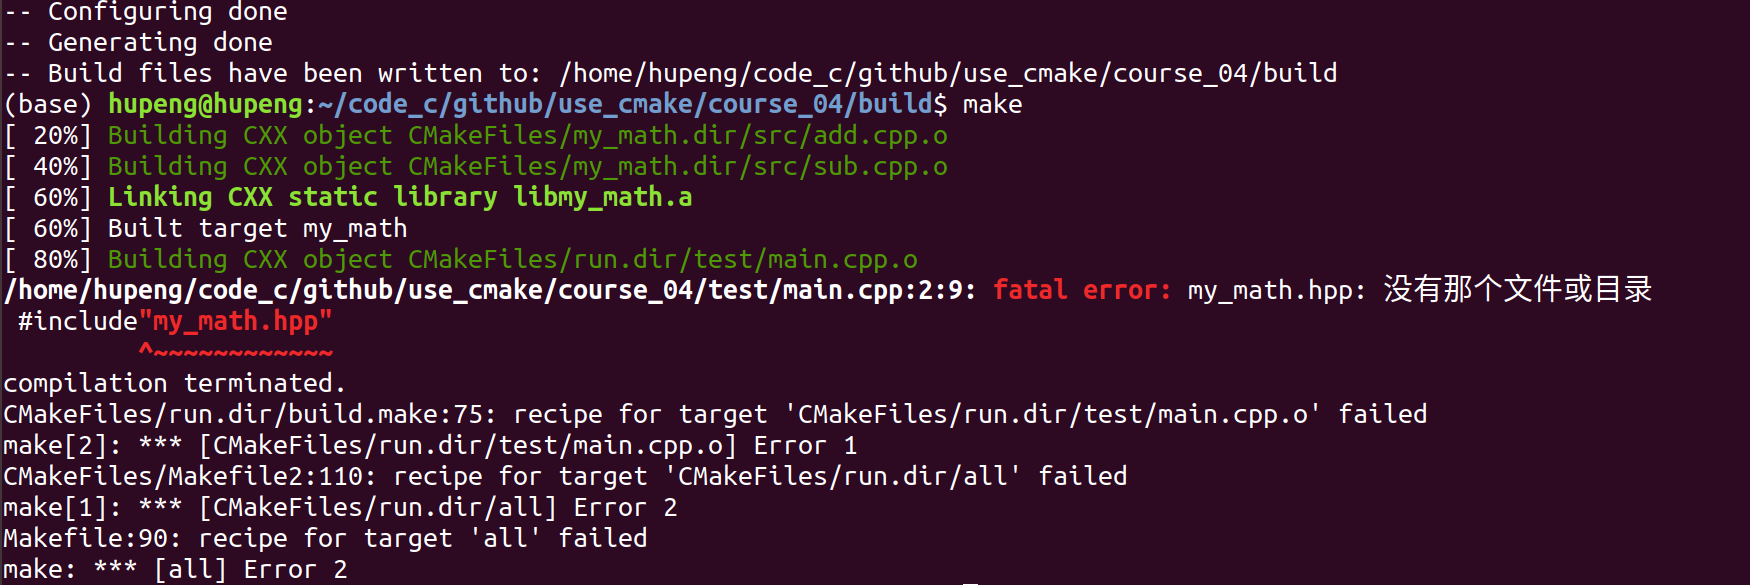 -- Configuring done
-- Generating done
-- Build files have been written to: /home/hupeng/code_c/github/use_cmake/course_04/build
(base) hupeng@hupeng:~/code_c/github/use_cmake/course_04/build$ make
[ 20%] Building CXX object CMakeFiles/my_math.dir/src/add.cpp.o
[ 40%] Building CXX object CMakeFiles/my_math.dir/src/sub.cpp.o
[ 60%] Linking CXX static library libmy_math.a
[ 60%] Built target my_math
[ 80%] Building CXX object CMakeFiles/run.dir/test/main.cpp.o
/home/hupeng/code_c/github/use_cmake/course_04/test/main.cpp:2:9: fatal error: my_math.hpp: 没有那个文件或目录
 #include"my_math.hpp"
         ^~~~~~~~~~~~~
compilation terminated.
CMakeFiles/run.dir/build.make:75: recipe for target 'CMakeFiles/run.dir/test/main.cpp.o' failed
make[2]: *** [CMakeFiles/run.dir/test/main.cpp.o] Error 1
CMakeFiles/Makefile2:110: recipe for target 'CMakeFiles/run.dir/all' failed
make[1]: *** [CMakeFiles/run.dir/all] Error 2
Makefile:90: recipe for target 'all' failed
make: *** [all] Error 2